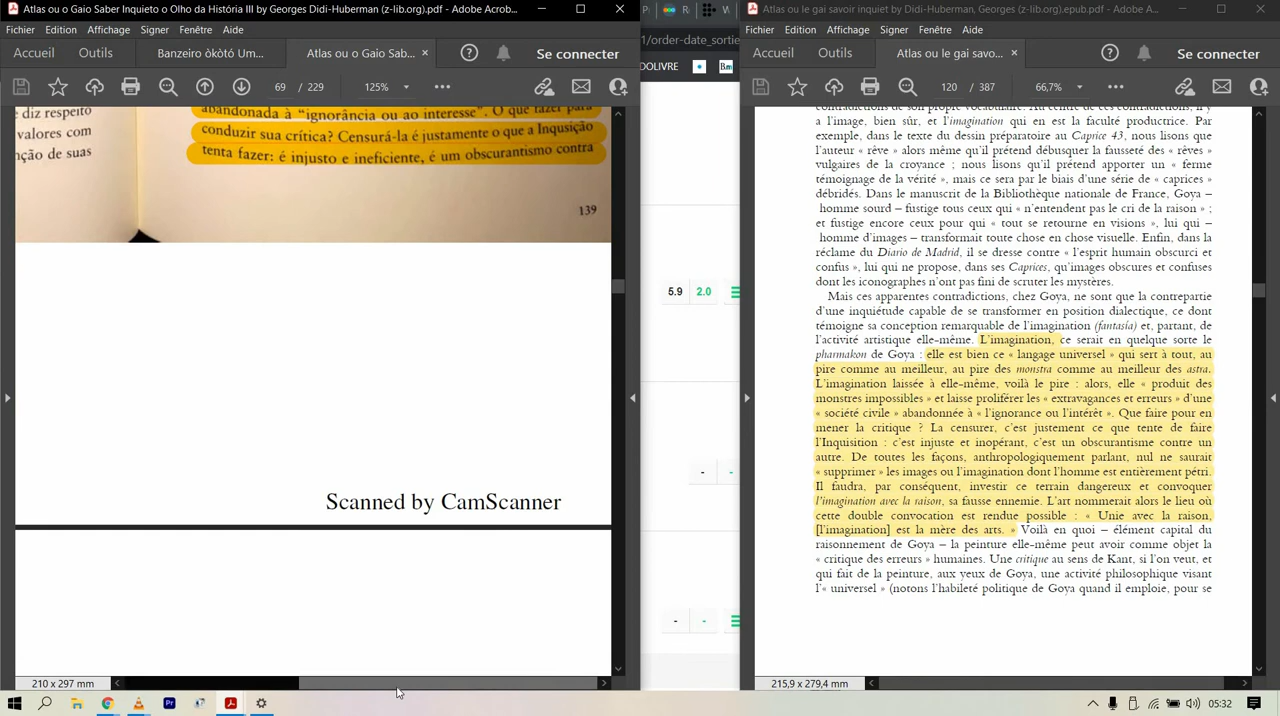 Atlas ou o Gaio Saber Inquieto o Olho da História III by Georges Didi-Huberman (z-lib.org).pdf - Adobe Acrob...
Fichier Edition Affichage Signer Fenêtre Aide
Accueil Outils Banzeiro òkòtó Um... Atlas ou o Gaio Sab... × Se connecter
69 / 229 125%
e diz respeito
valores com
nção de suas
abandonada à "ignorância ou ao interesse". O que fazer para
conduzir sua crítica? Censurá-la é justamente o que a Inquisição
tenta fazer: é injusto e ineficiente, é um obscurantismo contra
139
Scanned by CamScanner
210 x 297 mm
1/order-date_sortie
DOLIVRE
5.9 2.0
- -
- -
Atlas ou le gai savoir inquiet by Didi-Huberman, Georges (z-lib.org).epub.pdf - A...
Fichier Edition Affichage Signer Fenêtre Aide
Accueil Outils Atlas ou le gai savo... × Se connecter
120 / 387 66,7%
contradictions de son propre vocabulaire. Au centre de ces contradictions, il y
a l'image, bien sûr, et l'imagination qui en est la faculté productrice. Par
exemple, dans le texte du dessin préparatoire au Caprice 43, nous lisons que
l'auteur « rêve » alors même qu'il prétend débusquer la fausseté des « rêves »
vulgaires de la croyance ; nous lisons qu'il prétend apporter un « ferme
témoignage de la vérité », mais ce sera par le biais d'une série de « caprices »
débridés. Dans le manuscrit de la Bibliothèque nationale de France, Goya –
homme sourd – fustige tous ceux qui « n'entendent pas le cri de la raison » ;
et fustige encore ceux pour qui « tout se retourne en visions », lui qui –
homme d'images – transformait toute chose en chose visuelle. Enfin, dans la
réclame du Diario de Madrid, il se dresse contre « l'esprit humain obscurci et
confus », lui qui ne propose, dans ses Caprices, qu'images obscures et confuses
dont les iconographes n'ont pas fini de scruter les mystères.
Mais ces apparentes contradictions, chez Goya, ne sont que la contrepartie
d'une inquiétude capable de se transformer en position dialectique, ce dont
témoigne sa conception remarquable de l'imagination (fantasía) et, partant, de
l'activité artistique elle-même. L'imagination, ce serait en quelque sorte le
pharmakon de Goya : elle est bien ce « langage universel » qui sert à tout, au
pire comme au meilleur, au pire des monstra comme au meilleur des astra.
L'imagination laissée à elle-même, voilà le pire : alors, elle « produit des
monstres impossibles » et laisse proliférer les « extravagances et erreurs » d'une
« société civile » abandonnée à « l'ignorance ou l'intérêt ». Que faire pour en
mener la critique ? La censurer, c'est justement ce que tente de faire
l'Inquisition : c'est injuste et inopérant, c'est un obscurantisme contre un
autre. De toutes les façons, anthropologiquement parlant, nul ne saurait
« supprimer » les images ou l'imagination dont l'homme est entièrement pétri.
Il faudra, par conséquent, investir ce terrain dangereux et convoquer
l'imagination avec la raison, sa fausse ennemie. L'art nommerait alors le lieu où
cette double convocation est rendue possible : « Unie avec la raison,
[l'imagination] est la mère des arts. » Voilà en quoi – élément capital du
raisonnement de Goya – la peinture elle-même peut avoir comme objet la
« critique des erreurs » humaines. Une critique au sens de Kant, si l'on veut, et
qui fait de la peinture, aux yeux de Goya, une activité philosophique visant
l'« universel » (notons l'habileté politique de Goya quand il emploie, pour se
215,9 x 279,4 mm
Pr
05:32